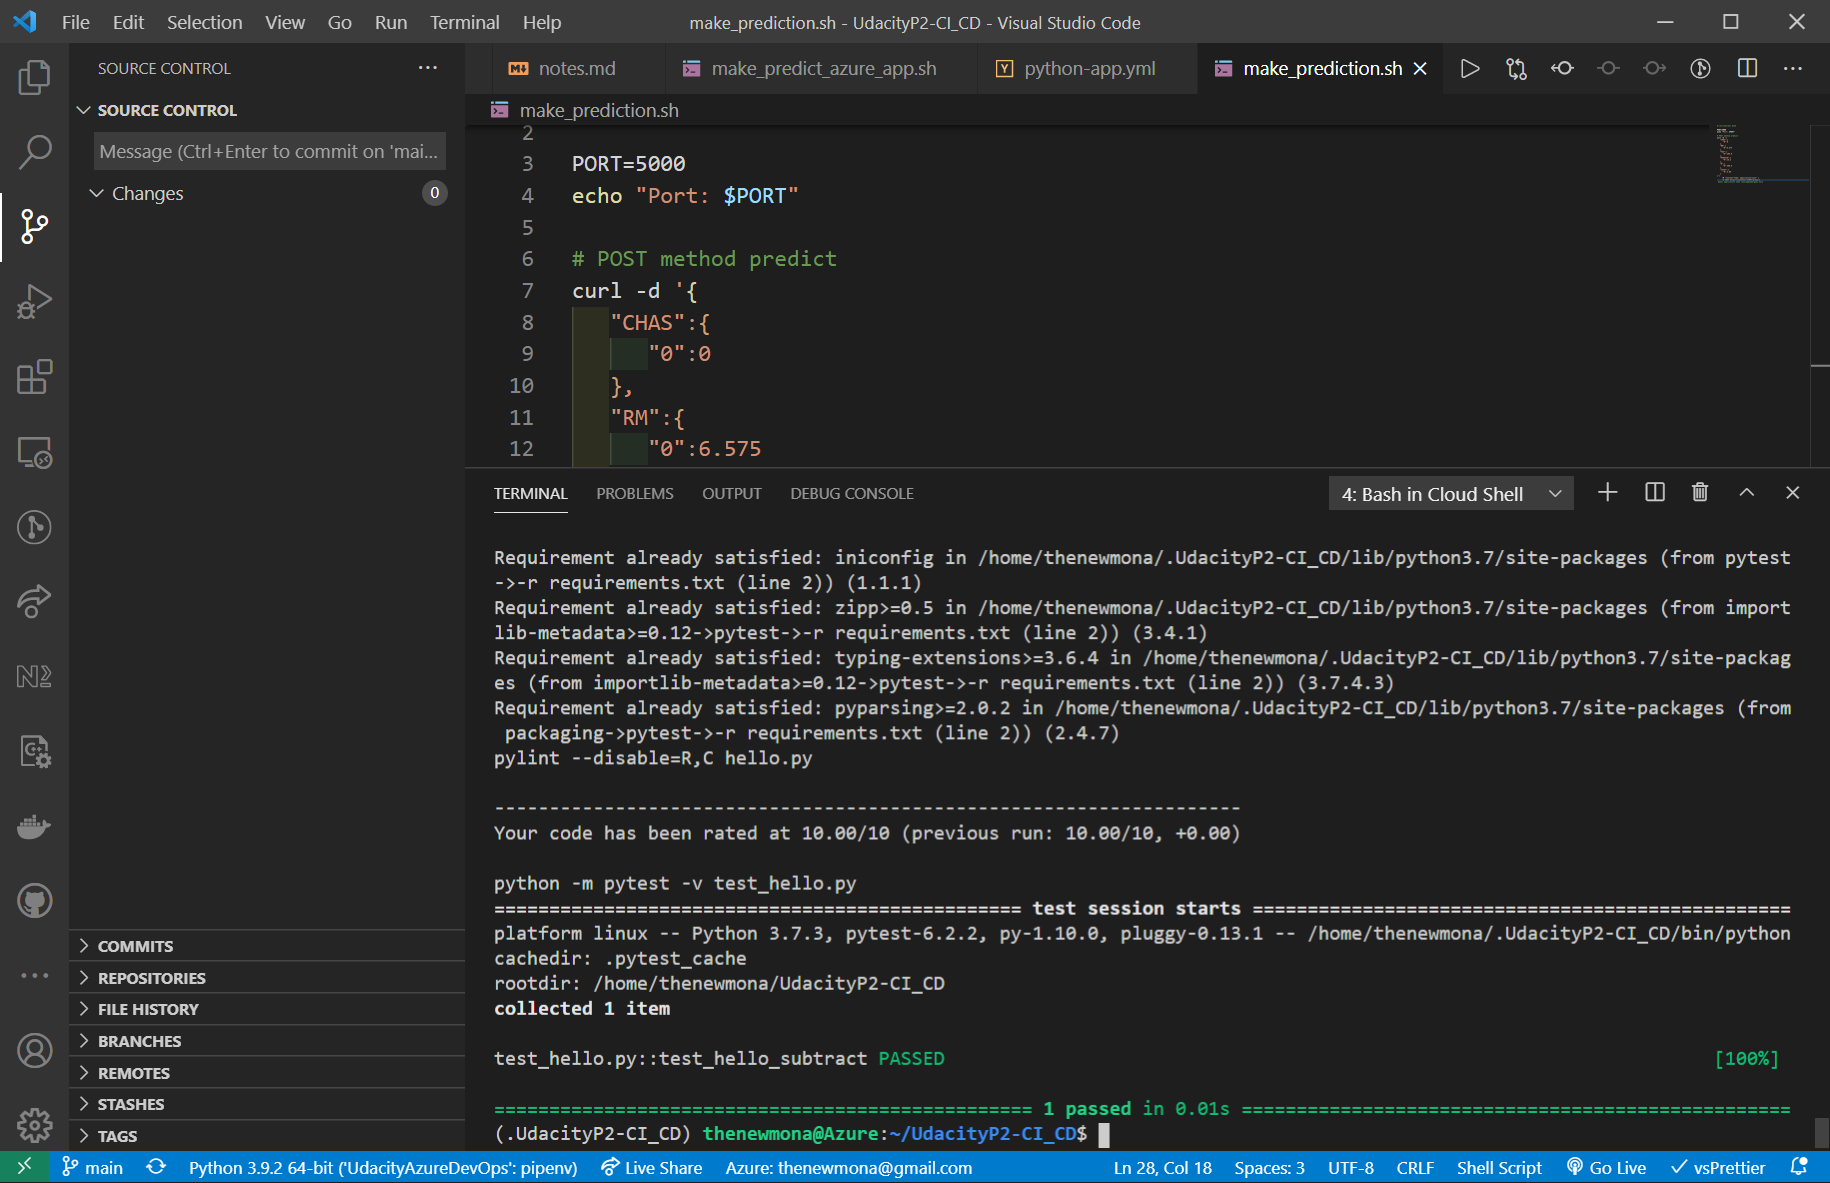 File Edit Selection View Go Run Terminal Help
make_prediction.sh - UdacityP2-CI_CD - Visual Studio Code
SOURCE CONTROL
SOURCE CONTROL
Message (Ctrl+Enter to commit on 'mai...
Changes 0
COMMITS
REPOSITORIES
FILE HISTORY
BRANCHES
REMOTES
STASHES
TAGS
notes.md make_predict_azure_app.sh python-app.yml make_prediction.sh
make_prediction.sh
2
3 PORT=5000
4 echo "Port: $PORT"
5
6 # POST method predict
7 curl -d '{
8 "CHAS":{
9 "0":0
10 },
11 "RM":{
12 "0":6.575
TERMINAL PROBLEMS OUTPUT DEBUG CONSOLE 4: Bash in Cloud Shell
Requirement already satisfied: iniconfig in /home/thenewmona/.UdacityP2-CI_CD/lib/python3.7/site-packages (from pytest
->-r requirements.txt (line 2)) (1.1.1)
Requirement already satisfied: zipp>=0.5 in /home/thenewmona/.UdacityP2-CI_CD/lib/python3.7/site-packages (from import
lib-metadata>=0.12->pytest->-r requirements.txt (line 2)) (3.4.1)
Requirement already satisfied: typing-extensions>=3.6.4 in /home/thenewmona/.UdacityP2-CI_CD/lib/python3.7/site-packag
es (from importlib-metadata>=0.12->pytest->-r requirements.txt (line 2)) (3.7.4.3)
Requirement already satisfied: pyparsing>=2.0.2 in /home/thenewmona/.UdacityP2-CI_CD/lib/python3.7/site-packages (from
packaging->pytest->-r requirements.txt (line 2)) (2.4.7)
pylint --disable=R,C hello.py
--------------------------------------------------------------------
Your code has been rated at 10.00/10 (previous run: 10.00/10, +0.00)
python -m pytest -v test_hello.py
================================================ test session starts =================================================
platform linux -- Python 3.7.3, pytest-6.2.2, py-1.10.0, pluggy-0.13.1 -- /home/thenewmona/.UdacityP2-CI_CD/bin/python
cachedir: .pytest_cache
rootdir: /home/thenewmona/UdacityP2-CI_CD
collected 1 item
test_hello.py::test_hello_subtract PASSED [100%]
================================================= 1 passed in 0.01s ==================================================
(.UdacityP2-CI_CD) thenewmona@Azure:~/UdacityP2-CI_CD$
main Python 3.9.2 64-bit ('UdacityAzureDevOps': pipenv) Live Share Azure: thenewmona@gmail.com Ln 28, Col 18 Spaces: 3 UTF-8 CRLF Shell Script Go Live vsPrettier